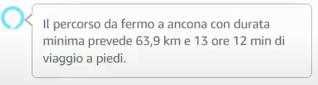 Il percorso da fermo a ancona con durata
minima prevede 63,9 km e 13 ore 12 min di
viaggio a piedi.